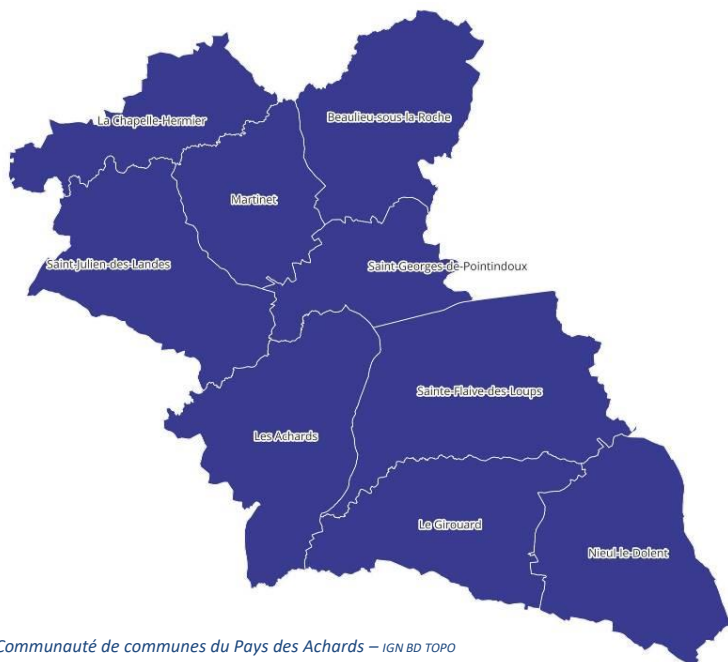 Beaulieu-sous-la-Roche
La Chapelle-Hermier
Martinet
Saint-Julien-des-Landes
Saint-Georges-de-Pointindoux
Sainte-Flaive-des-Loups
Les Achards
Le Girouard
Nieul-le-Dolent
Communauté de communes du Pays des Achards – IGN BD TOPO